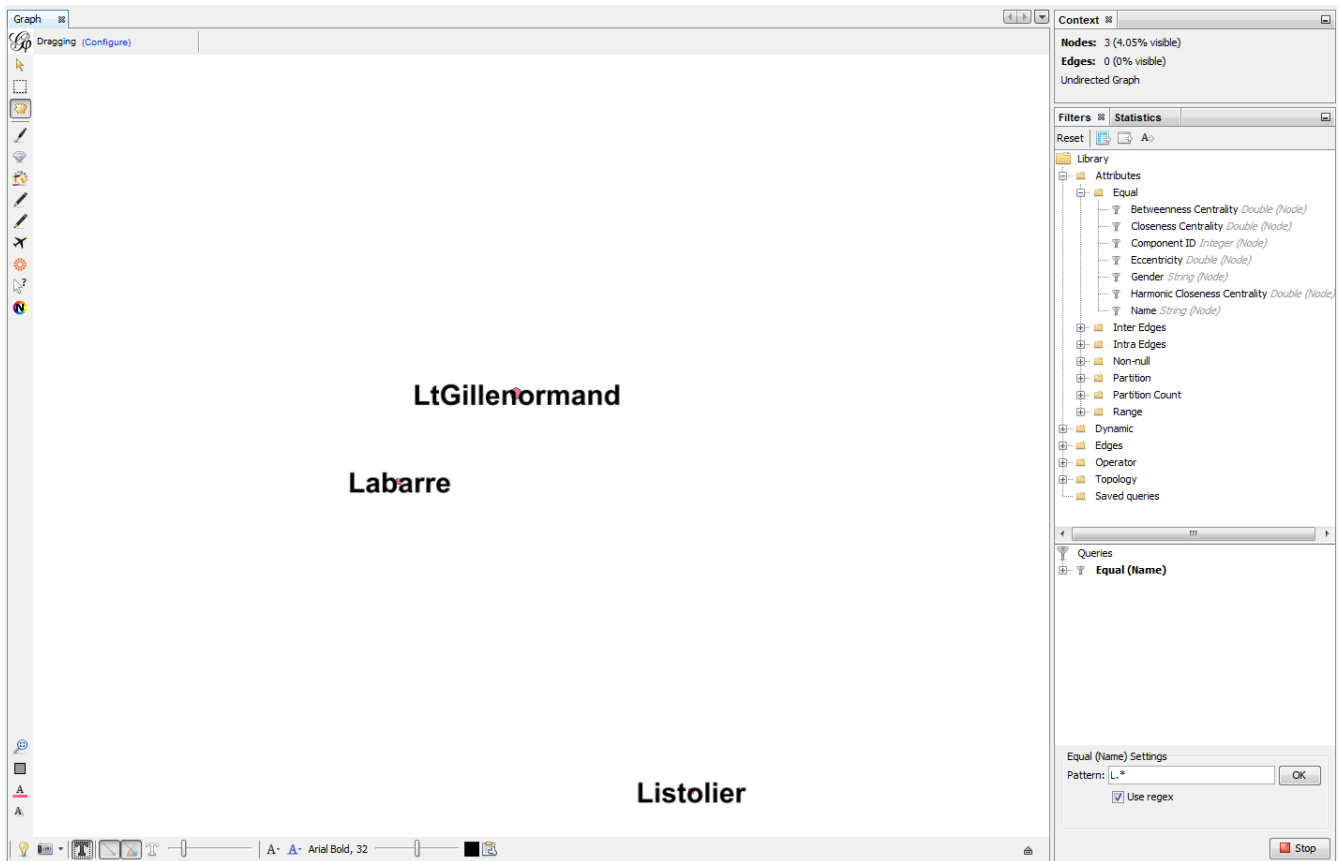 Graph
Dragging (Configure)
LtGillenormand
Labarre
Listolier
A- A- Arial Bold, 32
Context
Nodes: 3 (4.05% visible)
Edges: 0 (0% visible)
Undirected Graph
Filters Statistics
Reset
Library
Attributes
Equal
Betweenness Centrality Double (Node)
Closeness Centrality Double (Node)
Component ID Integer (Node)
Eccentricity Double (Node)
Gender String (Node)
Harmonic Closeness Centrality Double (Node)
Name String (Node)
Inter Edges
Intra Edges
Non-null
Partition
Partition Count
Range
Dynamic
Edges
Operator
Topology
Saved queries
Queries
Equal (Name)
Equal (Name) Settings
Pattern: L.* OK
Use regex
Stop